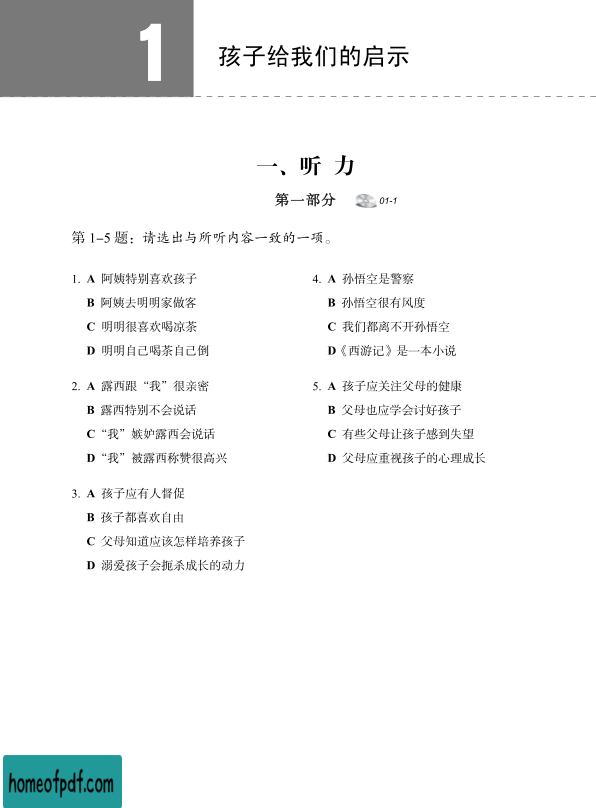 1
孩子给我们的启示
一、听 力
第一部分 01-1
第 1–5 题：请选出与所听内容一致的一项。
1. A 阿姨特别喜欢孩子
B 阿姨去明明家做客
C 明明很喜欢喝凉茶
D 明明自己喝茶自己倒
2. A 露西跟“我”很亲密
B 露西特别不会说话
C “我”嫉妒露西会说话
D “我”被露西称赞很高兴
3. A 孩子应有人督促
B 孩子都喜欢自由
C 父母知道应该怎样培养孩子
D 溺爱孩子会扼杀成长的动力
4. A 孙悟空是警察
B 孙悟空很有风度
C 我们都离不开孙悟空
D《西游记》是一本小说
5. A 孩子应关注父母的健康
B 父母也应学会讨好孩子
C 有些父母让孩子感到失望
D 父母应重视孩子的心理成长
homeofpdf.com